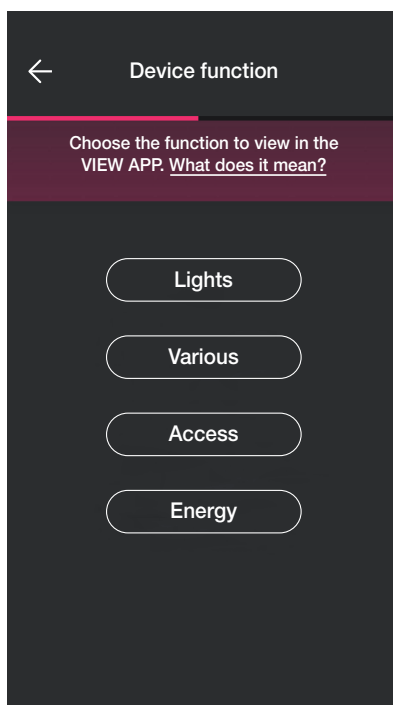 Device function
Choose the function to view in the
VIEW APP. What does it mean?
Lights
Various
Access
Energy